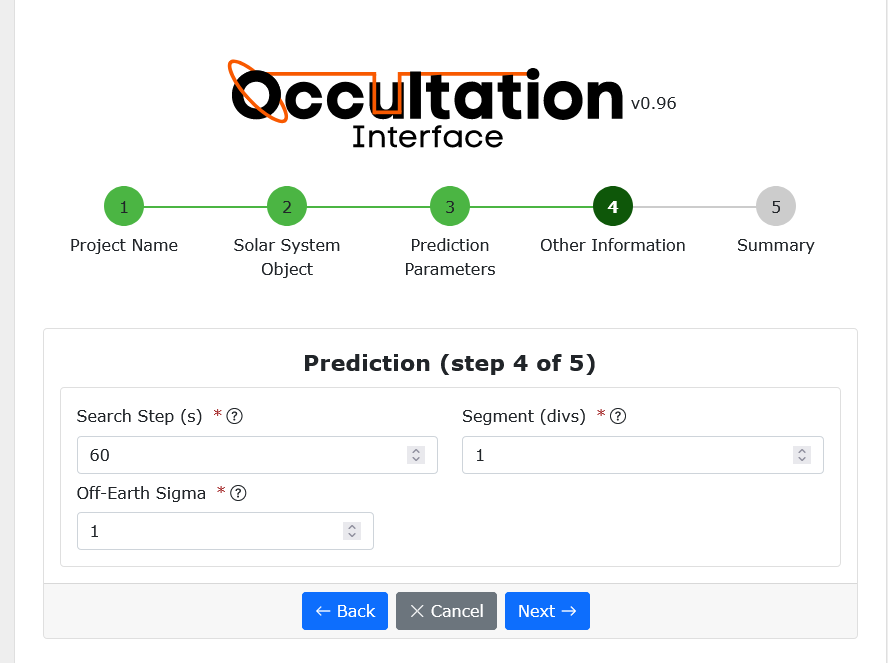 Occultation v0.96
Interface
1 2 3 4 5
Project Name Solar System Object Prediction Parameters Other Information Summary
Prediction (step 4 of 5)
Search Step (s) * ? Segment (divs) * ?
60 1
Off-Earth Sigma * ?
1
← Back × Cancel Next →